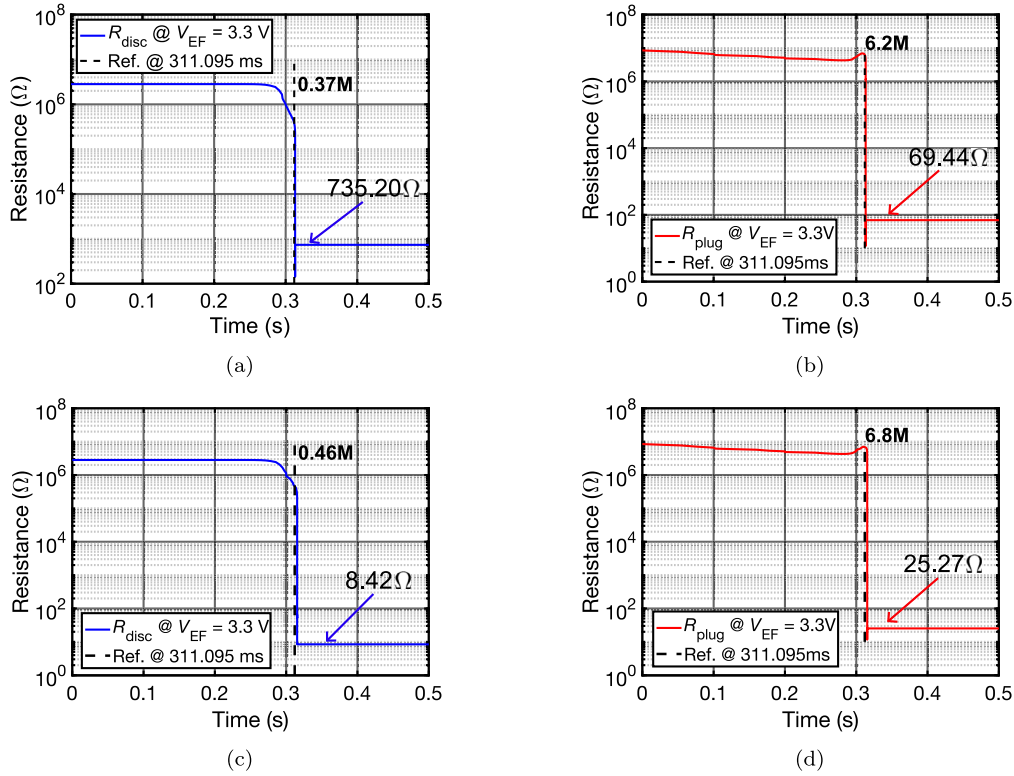 10^8
R_disc @ V_EF = 3.3 V
Ref. @ 311.095 ms
0.37M
10^6
10^4
735.20Ω
10^2
Resistance (Ω)
0 0.1 0.2 0.3 0.4 0.5
Time (s)
(a)
10^8
6.2M
10^6
10^4
69.44Ω
10^2
R_plug @ V_EF = 3.3V
Ref. @ 311.095ms
10^0
Resistance (Ω)
0 0.1 0.2 0.3 0.4 0.5
Time (s)
(b)
10^8
0.46M
10^6
10^4
8.42Ω
10^2
R_disc @ V_EF = 3.3 V
Ref. @ 311.095 ms
10^0
Resistance (Ω)
0 0.1 0.2 0.3 0.4 0.5
Time (s)
(c)
10^8
6.8M
10^6
10^4
25.27Ω
10^2
R_plug @ V_EF = 3.3V
Ref. @ 311.095ms
10^0
Resistance (Ω)
0 0.1 0.2 0.3 0.4 0.5
Time (s)
(d)